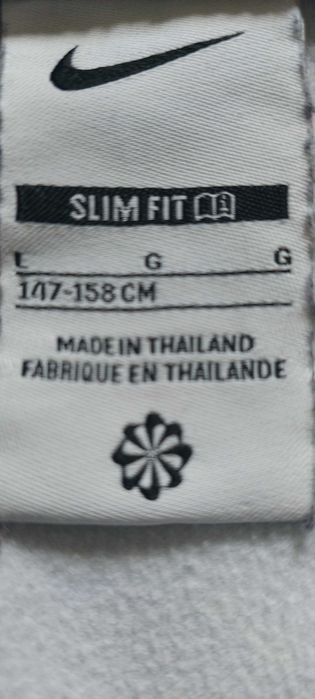 SLIM FIT
L G G
147-158 CM
MADE IN THAILAND
FABRIQUE EN THAILANDE